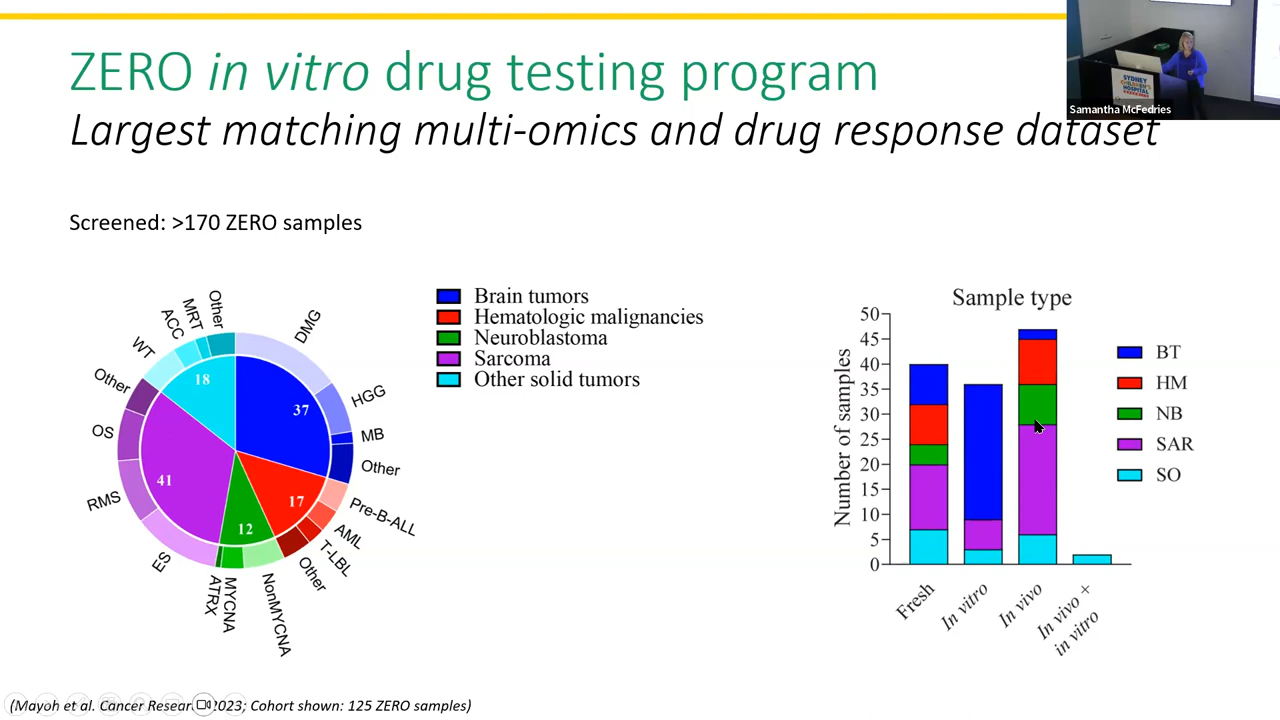 ZERO in vitro drug testing program
Largest matching multi-omics and drug response dataset
SYDNEY
CHILDREN'S
HOSPITAL
Samantha McFedries
Screened: >170 ZERO samples
DMG
HGG
MB
Other
Pre-B-ALL
AML
T-LBL
Other
NonMYCNA
MYCNA
ATRX
ES
RMS
OS
Other
WT
ACC
MRT
Other
37
17
12
41
18
Brain tumors
Hematologic malignancies
Neuroblastoma
Sarcoma
Other solid tumors
Sample type
Number of samples
50
45
40
35
30
25
20
15
10
5
0
Fresh
In vitro
In vivo
In vivo +
in vitro
BT
HM
NB
SAR
SO
(Mayoh et al. Cancer Resear 2023; Cohort shown: 125 ZERO samples)